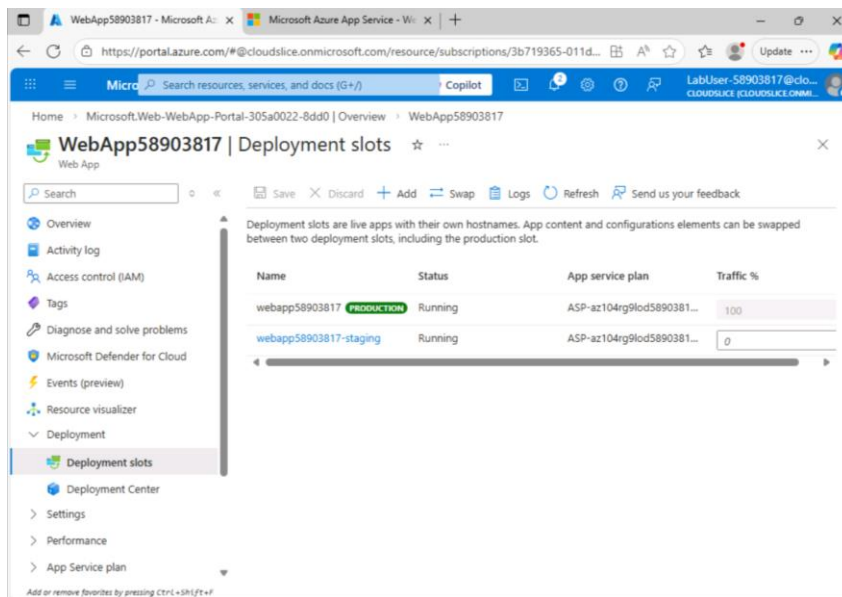 WebApp58903817 - Microsoft Az
Microsoft Azure App Service - We
https://portal.azure.com/#@cloudslice.onmicrosoft.com/resource/subscriptions/3b719365-011d...
Update
Micro
Search resources, services, and docs (G+/)
Copilot
2
LabUser-58903817@clo...
CLOUDSLICE (CLOUDSLICE.ONMI...
Home > Microsoft.Web-WebApp-Portal-305a0022-8dd0 | Overview > WebApp58903817
WebApp58903817 | Deployment slots
Web App
Search
Save Discard Add Swap Logs Refresh Send us your feedback
Overview
Activity log
Access control (IAM)
Tags
Diagnose and solve problems
Microsoft Defender for Cloud
Events (preview)
Resource visualizer
Deployment
Deployment slots
Deployment Center
Settings
Performance
App Service plan
Add or remove favorites by pressing Ctrl+Shift+F
Deployment slots are live apps with their own hostnames. App content and configurations elements can be swapped
between two deployment slots, including the production slot.
Name Status App service plan Traffic %
webapp58903817 PRODUCTION Running ASP-az104rg9lod5890381... 100
webapp58903817-staging Running ASP-az104rg9lod5890381... 0